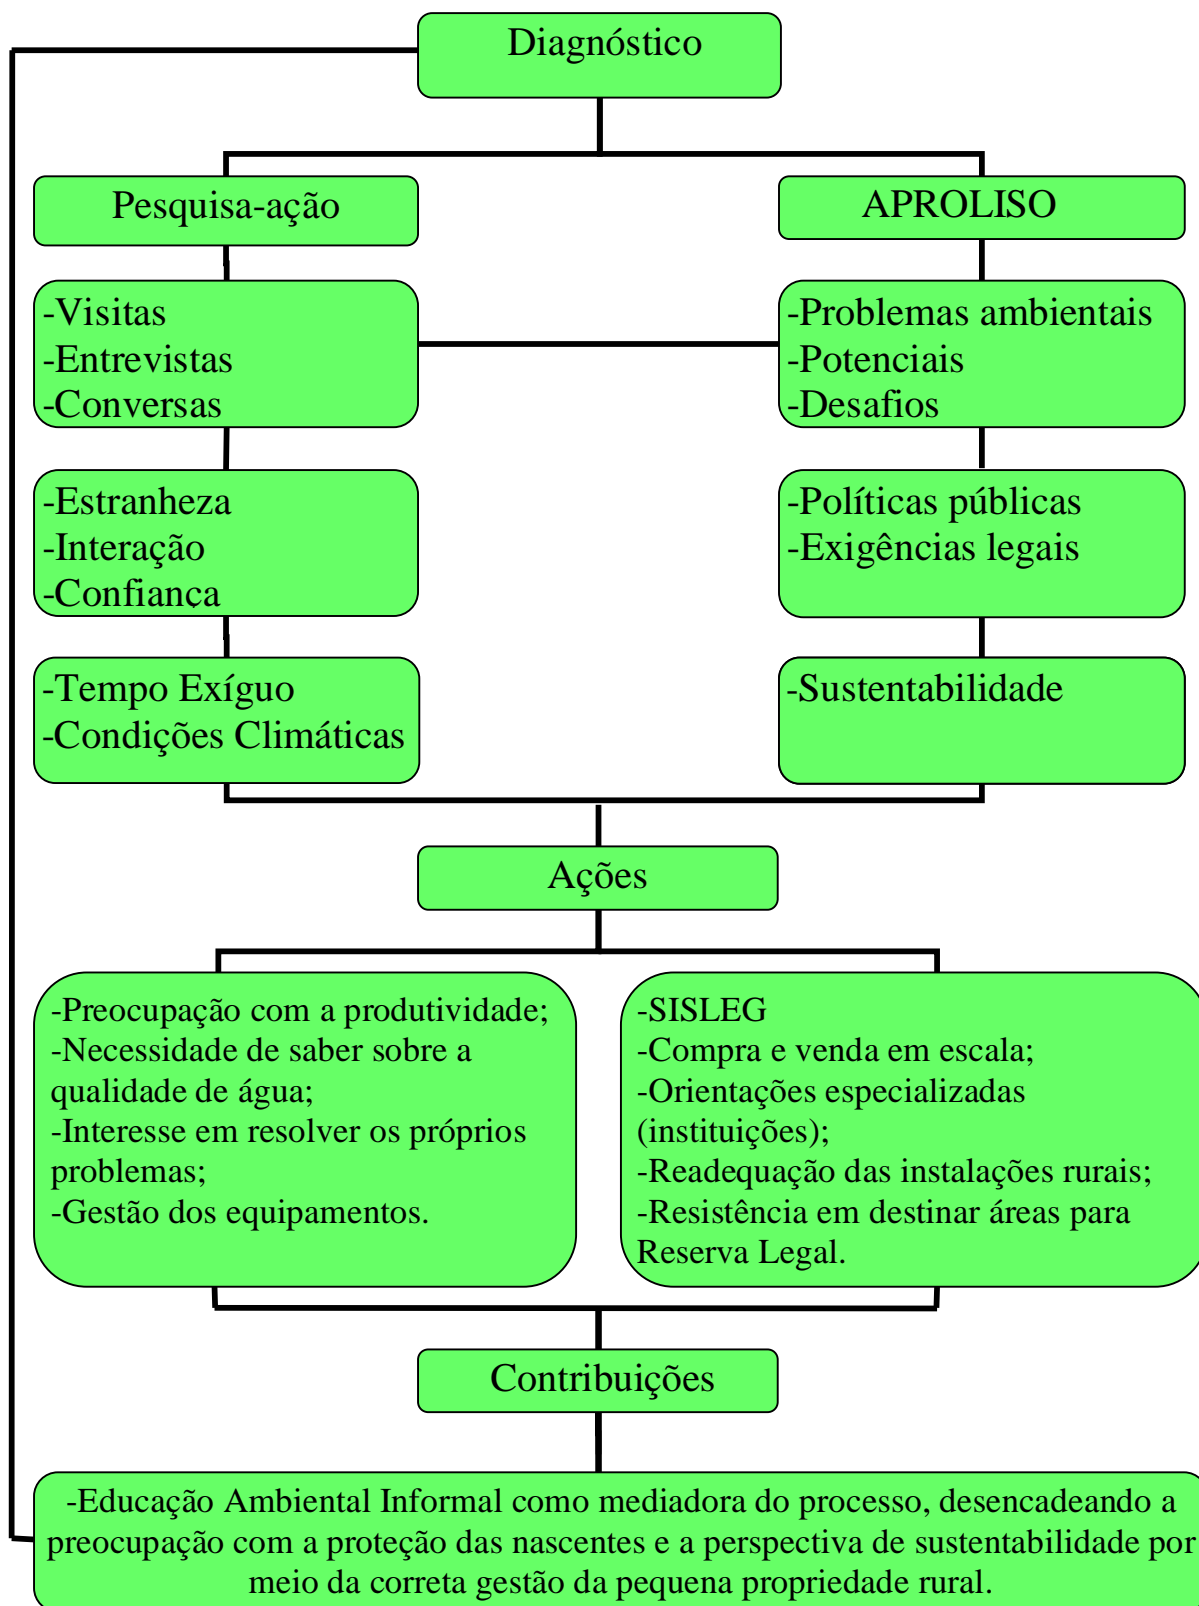 Diagnóstico
Pesquisa-ação
APROLISO
-Visitas
-Entrevistas
-Conversas
-Problemas ambientais
-Potenciais
-Desafios
-Estranheza
-Interação
-Confiança
-Políticas públicas
-Exigências legais
-Tempo Exíguo
-Condições Climáticas
-Sustentabilidade
Ações
-Preocupação com a produtividade;
-Necessidade de saber sobre a
qualidade de água;
-Interesse em resolver os próprios
problemas;
-Gestão dos equipamentos.
-SISLEG
-Compra e venda em escala;
-Orientações especializadas
(instituições);
-Readequação das instalações rurais;
-Resistência em destinar áreas para
Reserva Legal.
Contribuições
-Educação Ambiental Informal como mediadora do processo, desencadeando a
preocupação com a proteção das nascentes e a perspectiva de sustentabilidade por
meio da correta gestão da pequena propriedade rural.